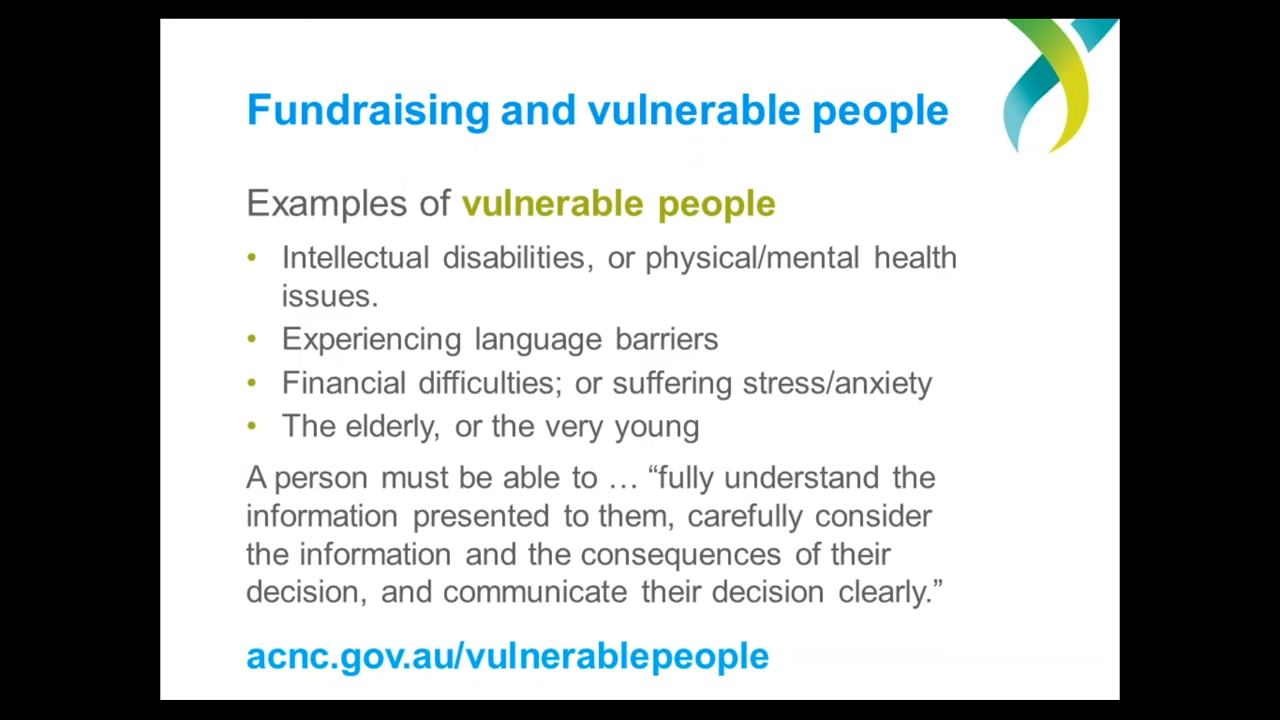 Fundraising and vulnerable people
Examples of vulnerable people
• Intellectual disabilities, or physical/mental health
issues.
• Experiencing language barriers
• Financial difficulties; or suffering stress/anxiety
• The elderly, or the very young
A person must be able to … “fully understand the
information presented to them, carefully consider
the information and the consequences of their
decision, and communicate their decision clearly.”
acnc.gov.au/vulnerablepeople